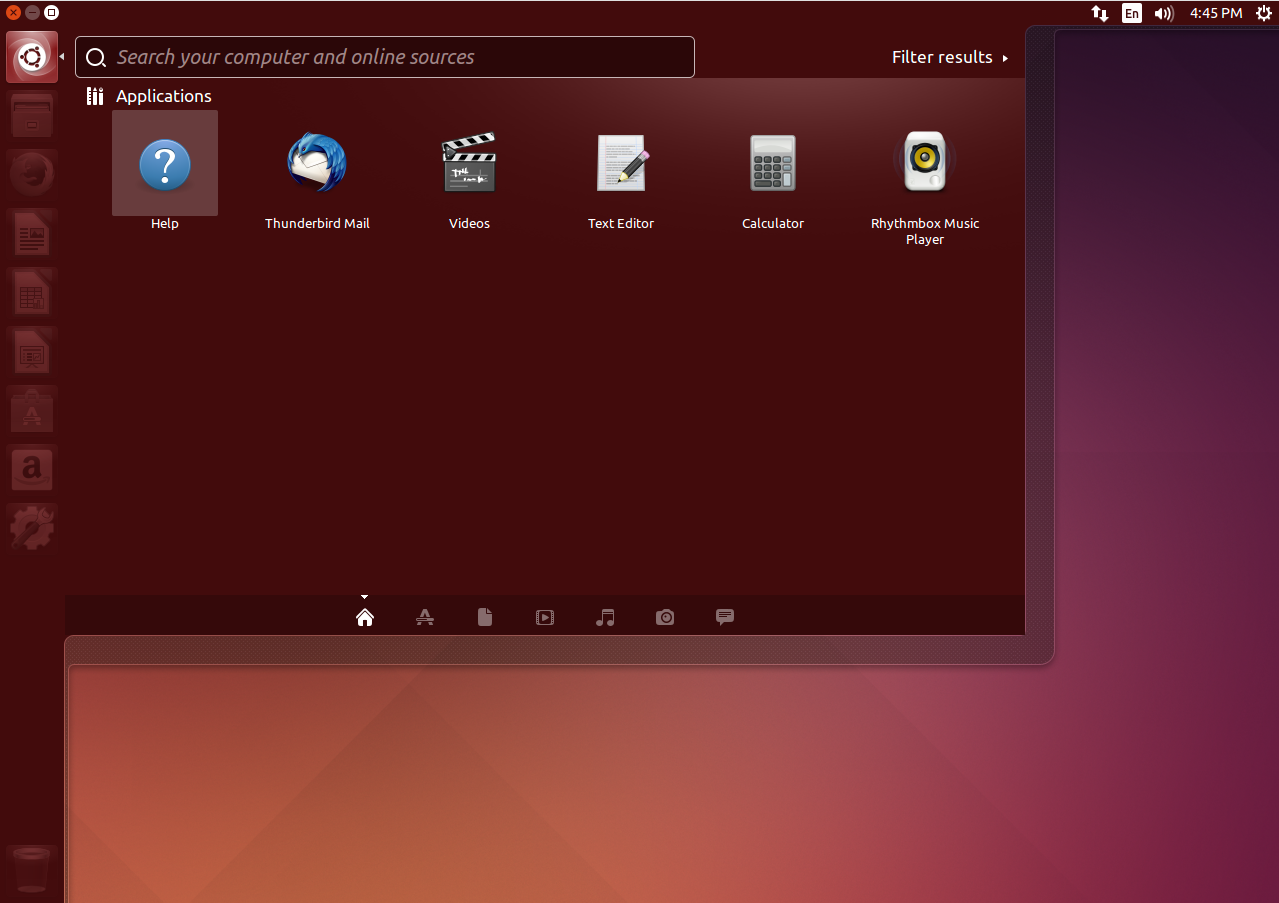 En
4:45 PM
Search your computer and online sources
Filter results
Applications
Help
Thunderbird Mail
Videos
Text Editor
Calculator
Rhythmbox Music
Player
a